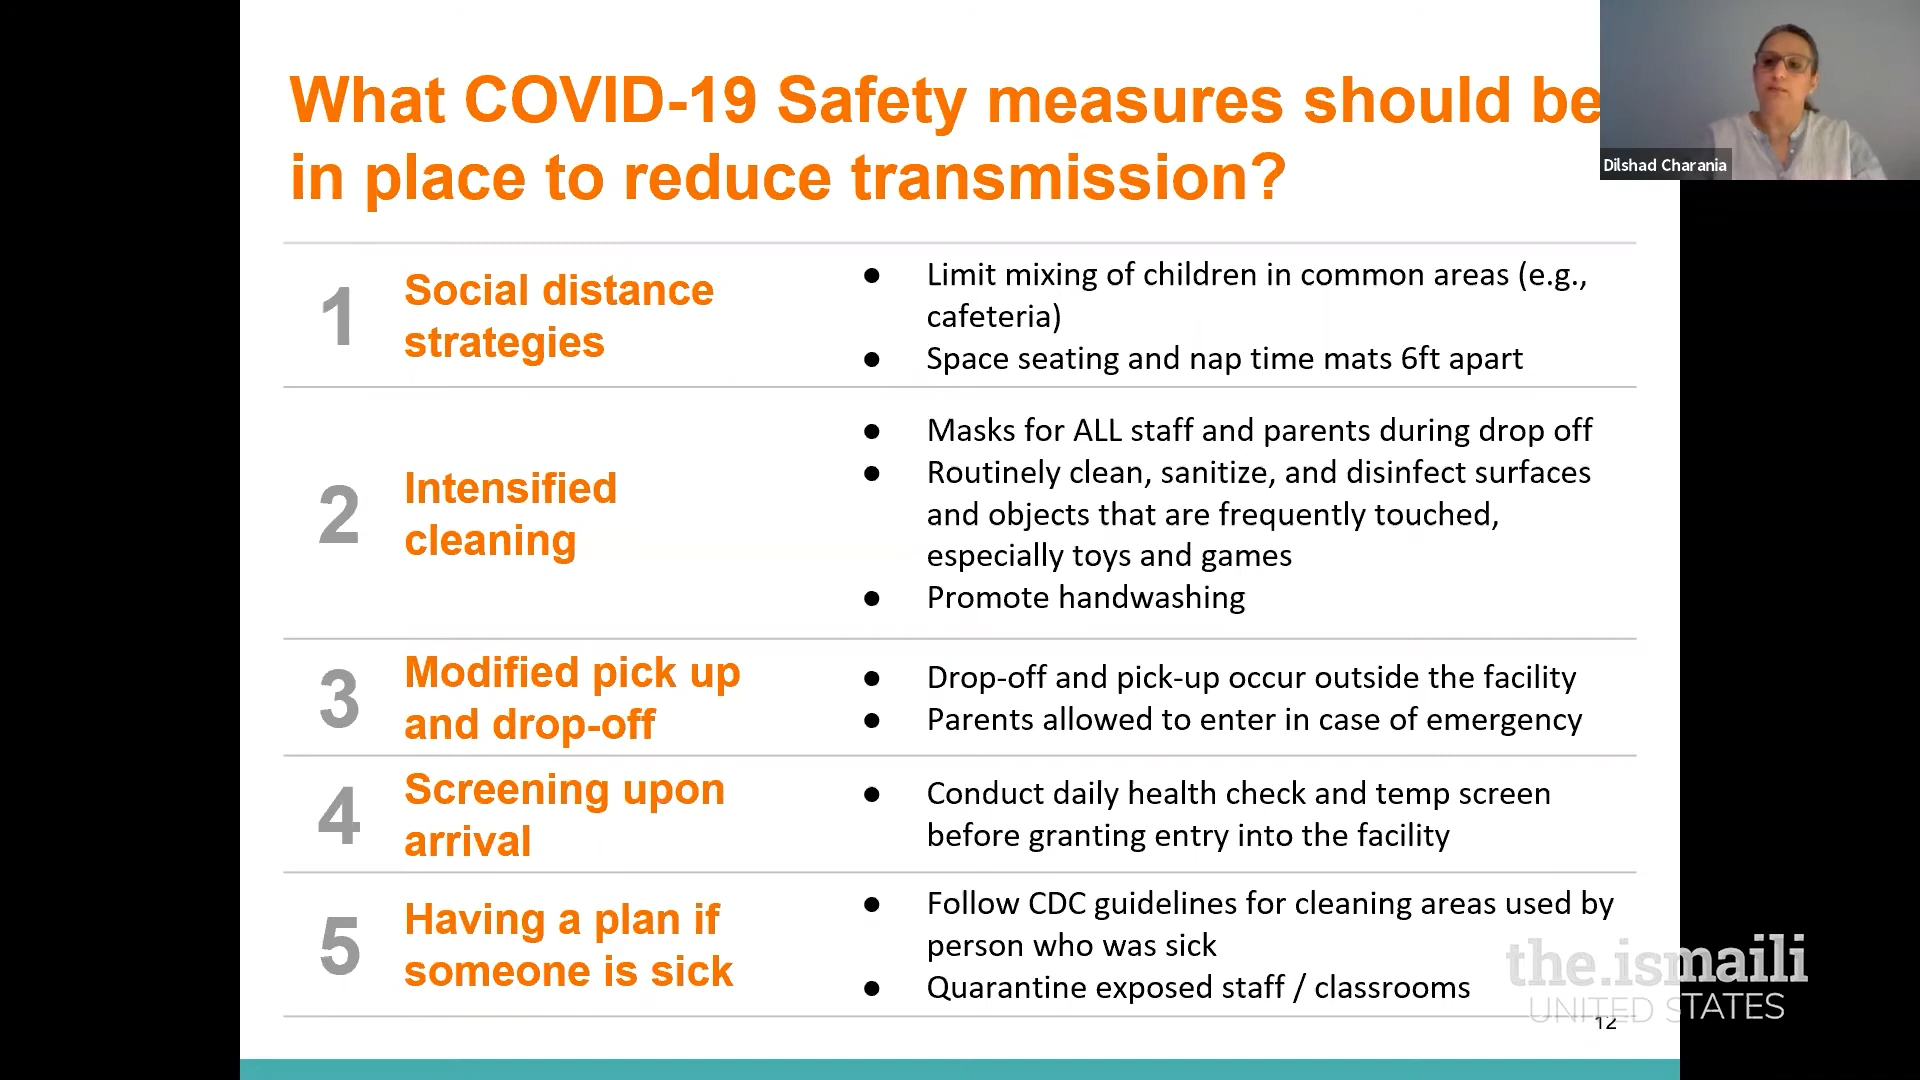 What COVID-19 Safety measures should be
in place to reduce transmission?
Dilshad Charania
1
Social distance
strategies
● Limit mixing of children in common areas (e.g.,
cafeteria)
● Space seating and nap time mats 6ft apart
2
Intensified
cleaning
● Masks for ALL staff and parents during drop off
● Routinely clean, sanitize, and disinfect surfaces
and objects that are frequently touched,
especially toys and games
● Promote handwashing
3
Modified pick up
and drop-off
● Drop-off and pick-up occur outside the facility
● Parents allowed to enter in case of emergency
4
Screening upon
arrival
● Conduct daily health check and temp screen
before granting entry into the facility
5
Having a plan if
someone is sick
● Follow CDC guidelines for cleaning areas used by
person who was sick
● Quarantine exposed staff / classrooms
the.ismaili
UNITED STATES
12